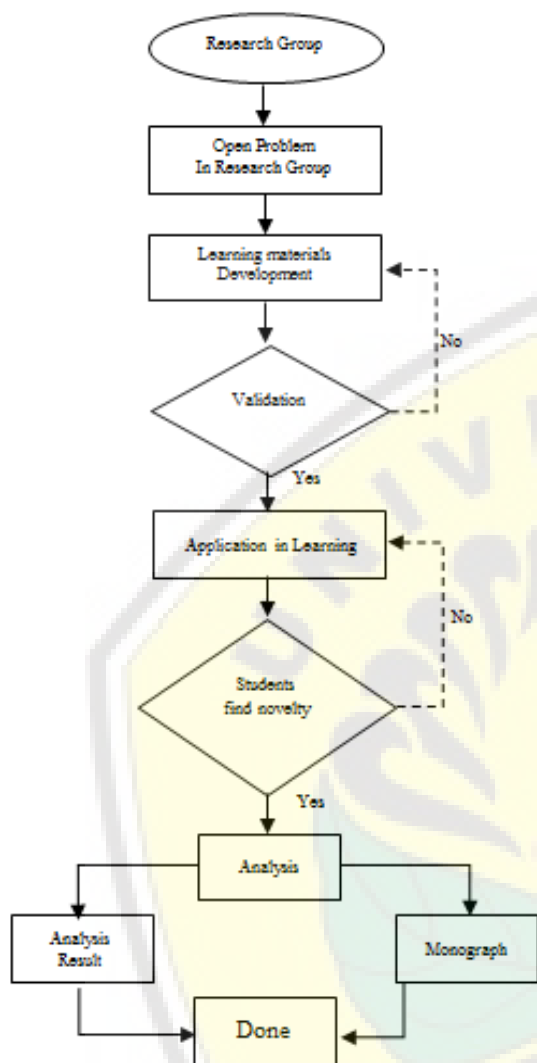 Research Group
Open Problem
In Research Group
Learning materials
Development
No
Validation
Yes
Application in Learning
No
Students
find novelty
Yes
Analysis
Analysis
Result
Monograph
Done
UNIV